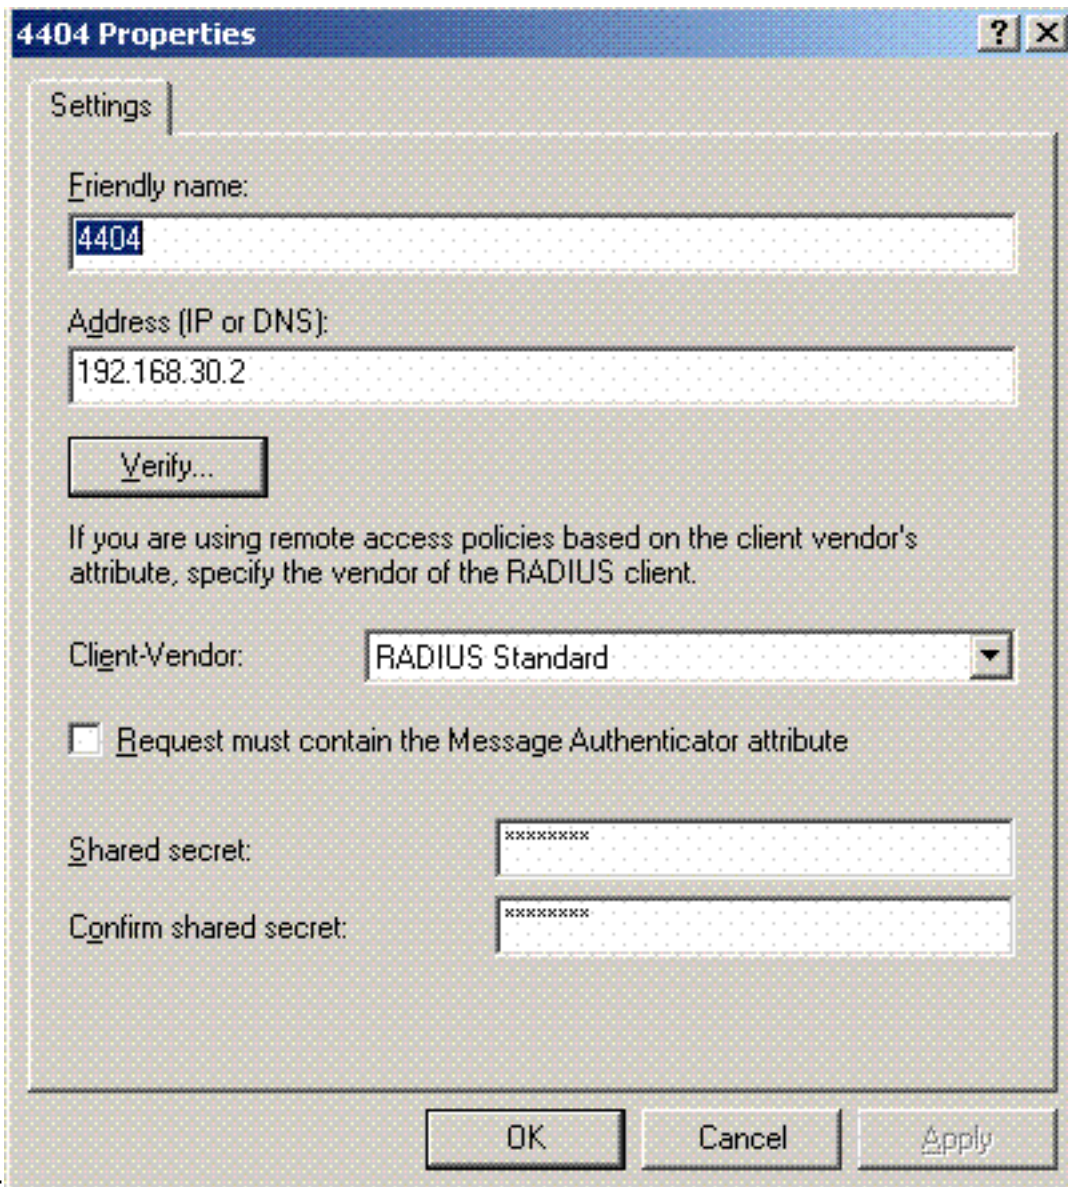 4404 Properties
Settings
Friendly name:
4404
Address (IP or DNS):
192.168.30.2
Verify...
If you are using remote access policies based on the client vendor's
attribute, specify the vendor of the RADIUS client.
Client-Vendor: RADIUS Standard
Request must contain the Message Authenticator attribute
Shared secret: xxxxxxxx
Confirm shared secret: xxxxxxxx
OK Cancel Apply